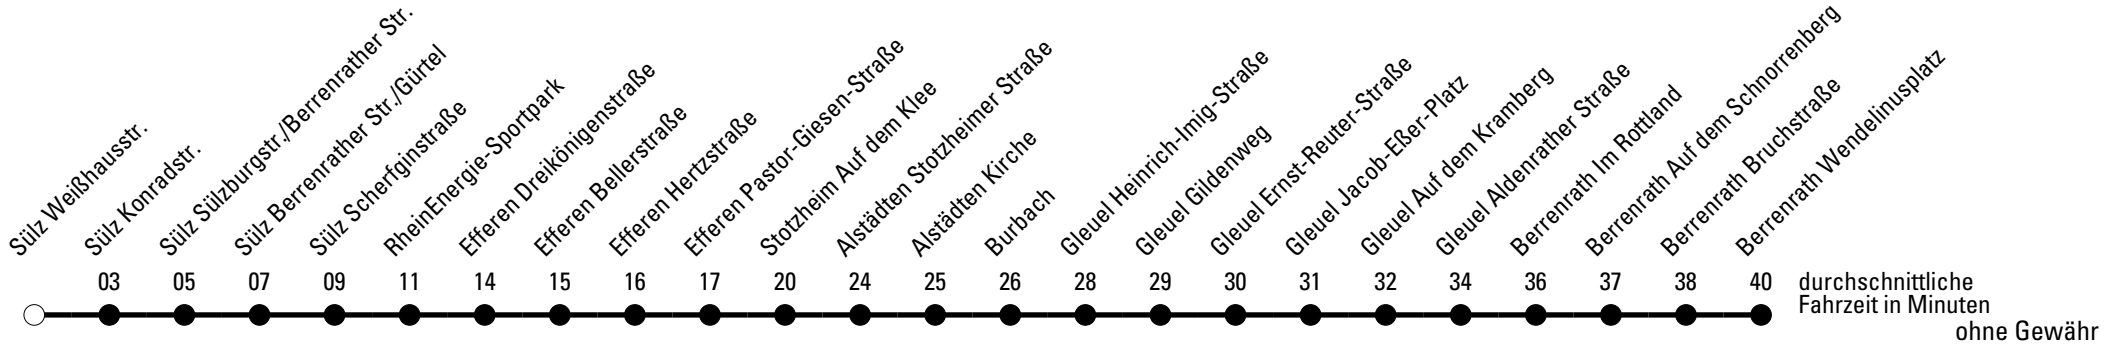 Sülz Weißhausstr.
Sülz Konradstr.
Sülz Sülzburgstr./Berrenrather Str.
Sülz Berrenrather Str./Gürtel
Sülz Scherfginstraße
RheinEnergie-Sportpark
Efferen Dreikönigenstraße
Efferen Bellerstraße
Efferen Hertzstraße
Efferen Pastor-Giesen-Straße
Stotzheim Auf dem Klee
Alstädten Stotzheimer Straße
Alstädten Kirche
Burbach
Gleuel Heinrich-Imig-Straße
Gleuel Gildenweg
Gleuel Ernst-Reuter-Straße
Gleuel Jacob-Eßer-Platz
Gleuel Auf dem Kramberg
Gleuel Aldenrather Straße
Berrenrath Im Rottland
Berrenrath Auf dem Schnorrenberg
Berrenrath Bruchstraße
Berrenrath Wendelinusplatz
03 05 07 09 11 14 15 16 17 20 24 25 26 28 29 30 31 32 34 36 37 38 40
durchschnittliche
Fahrzeit in Minuten
ohne Gewähr